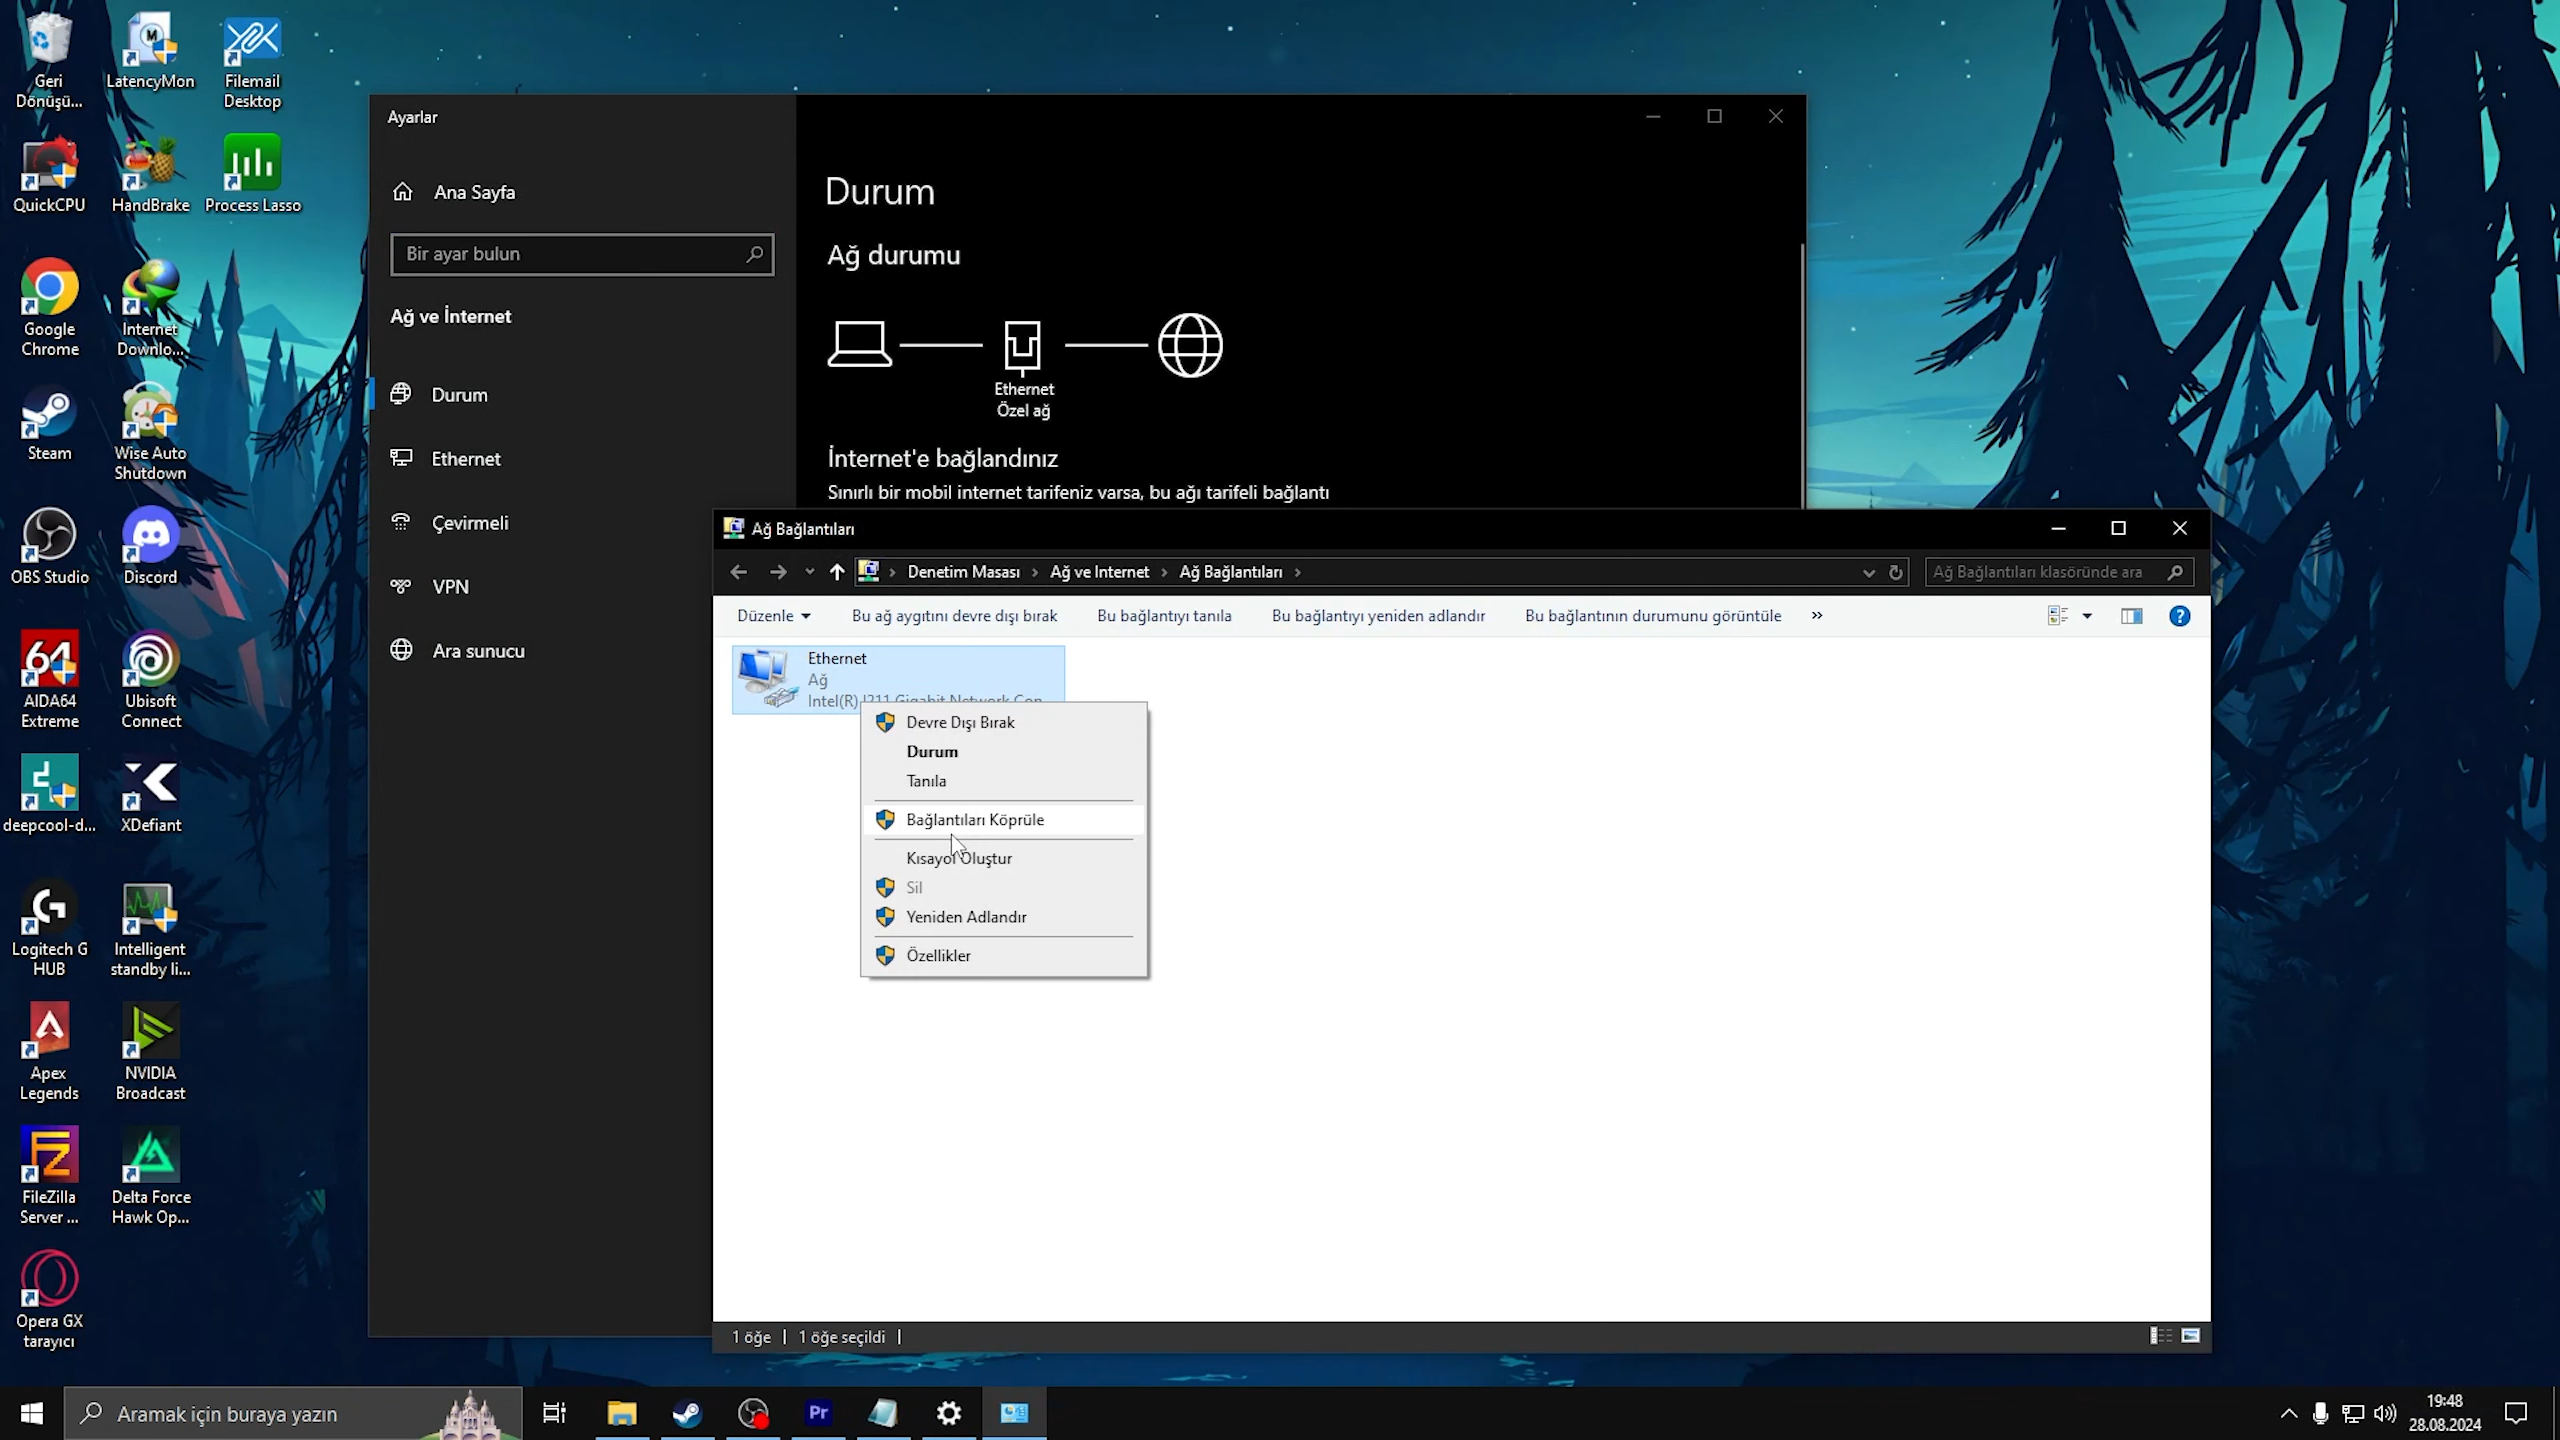 Geri
Dönüşü...
LatencyMon
Filemail
Desktop
QuickCPU
HandBrake
Process Lasso
Google
Chrome
Internet
Downlo...
Steam
Wise Auto
Shutdown
OBS Studio
Discord
64
AIDA64
Extreme
Ubisoft
Connect
deepcool-d...
XDefiant
Logitech G
HUB
Intelligent
standby li...
Apex
Legends
NVIDIA
Broadcast
FileZilla
Server ...
Delta Force
Hawk Op...
Opera GX
tarayıcı
Ayarlar
Ana Sayfa
Bir ayar bulun
Ağ ve İnternet
Durum
Ethernet
Çevirmeli
VPN
Ara sunucu
Durum
Ağ durumu
Ethernet
Özel ağ
İnternet'e bağlandınız
Sınırlı bir mobil internet tarifeniz varsa, bu ağı tarifeli bağlantı
Ağ Bağlantıları
Denetim Masası › Ağ ve Internet › Ağ Bağlantıları ›
Ağ Bağlantıları klasöründe ara
Düzenle
Bu ağ aygıtını devre dışı bırak
Bu bağlantıyı tanıla
Bu bağlantıyı yeniden adlandır
Bu bağlantının durumunu görüntüle
»
Ethernet
Ağ
Intel(R) I211 Gigabit Network Con...
Devre Dışı Bırak
Durum
Tanıla
Bağlantıları Köprüle
Kısayol Oluştur
Sil
Yeniden Adlandır
Özellikler
1 öğe
1 öğe seçildi
Aramak için buraya yazın
Pr
19:48
28.08.2024